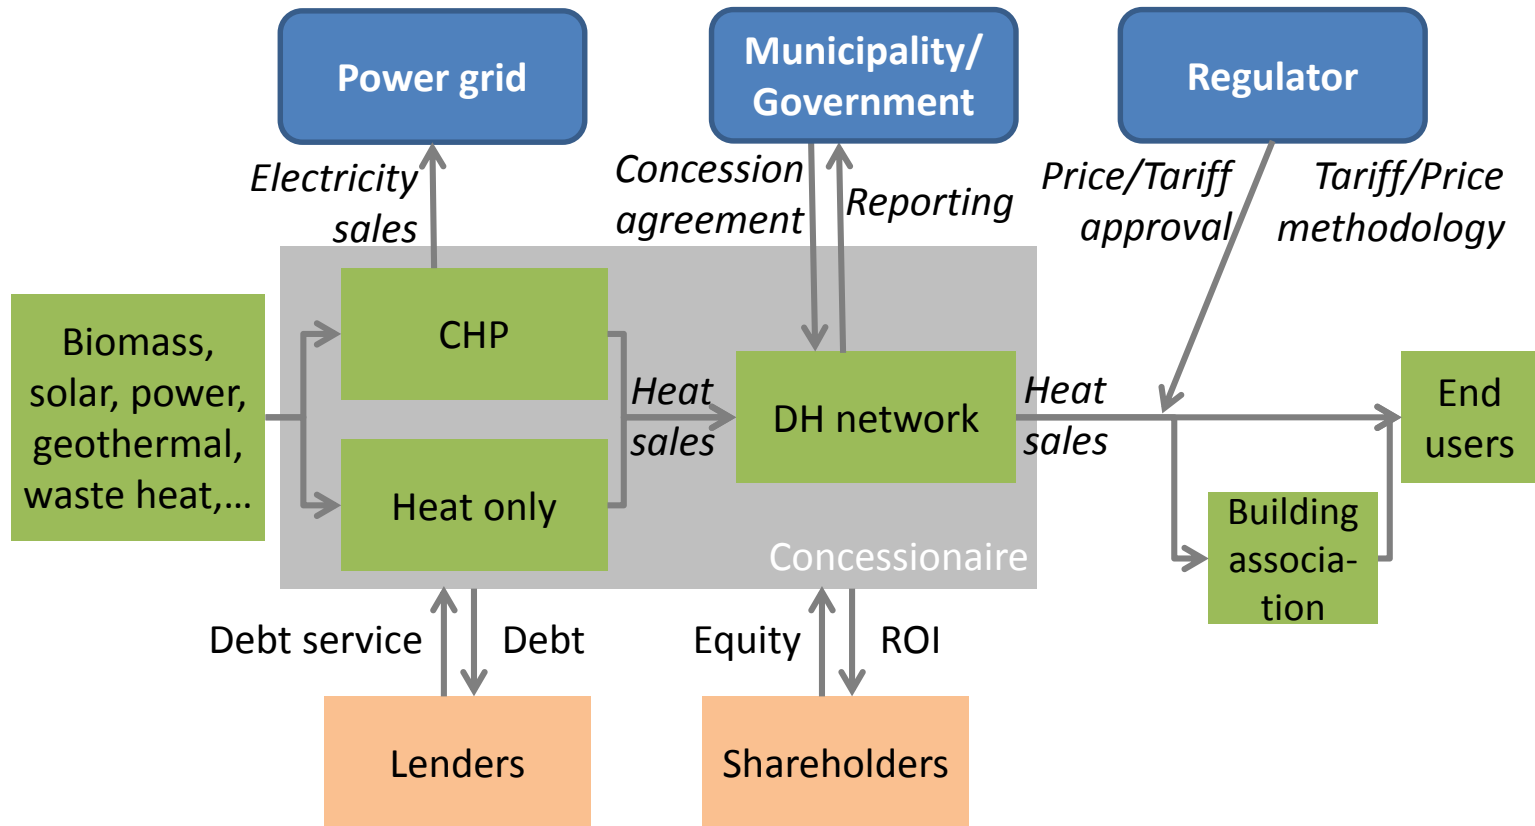 Power grid
Municipality/
Government
Regulator
Electricity
sales
Concession
agreement
Reporting
Price/Tariff
approval
Tariff/Price
methodology
Biomass,
solar, power,
geothermal,
waste heat,...
CHP
Heat only
Heat
sales
DH network
Concessionaire
Heat
sales
End
users
Building
associa-
tion
Debt service
Debt
Equity
ROI
Lenders
Shareholders